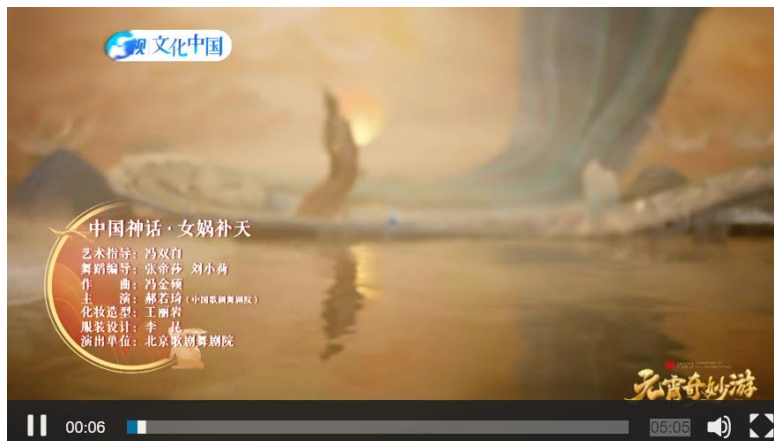 视 文化中国
中国神话·女娲补天
艺术指导：冯双白
舞蹈编导：张帝莎 刘小荷
作 曲：冯金硕
主 演：郝若琦（中国歌剧舞剧院）
化妆造型：王丽岩
服装设计：李 昆
演出单位：北京歌剧舞剧院
2023
元宵奇妙游
00:06
05:05